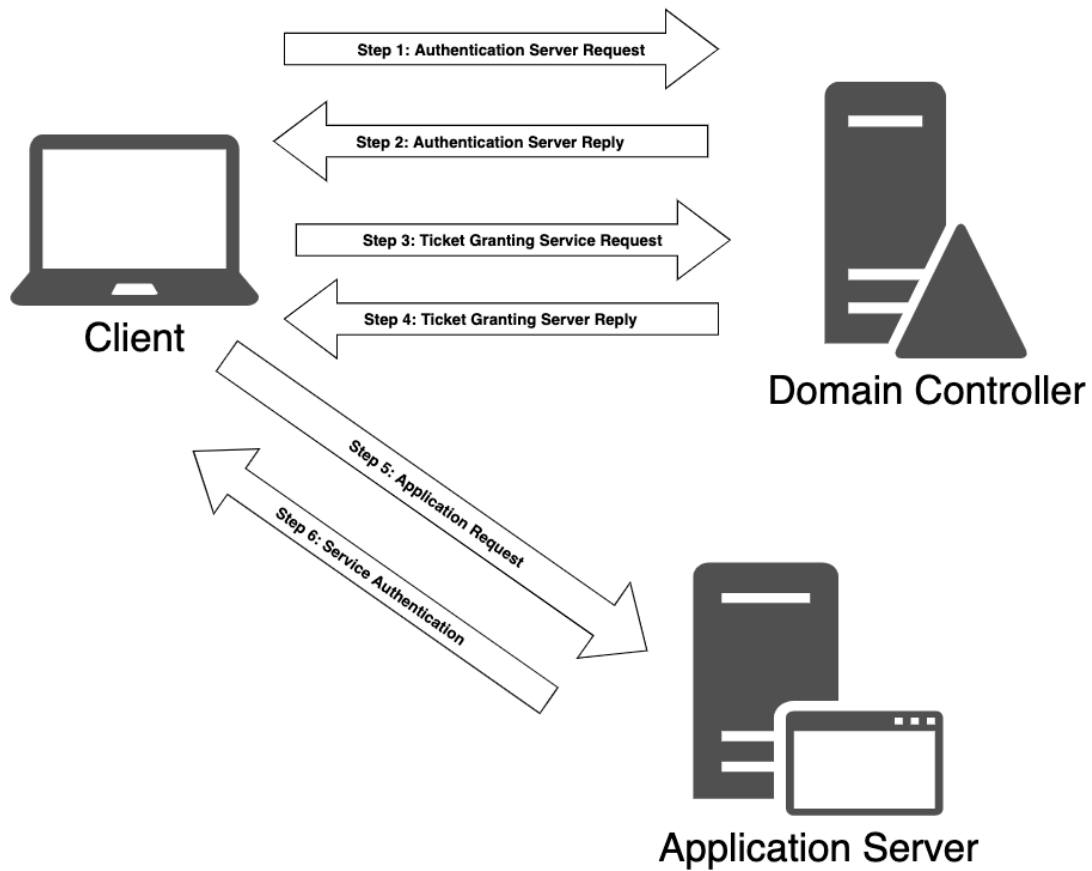 Step 1: Authentication Server Request
Step 2: Authentication Server Reply
Step 3: Ticket Granting Service Request
Step 4: Ticket Granting Server Reply
Client
Domain Controller
Step 5: Application Request
Step 6: Service Authentication
Application Server